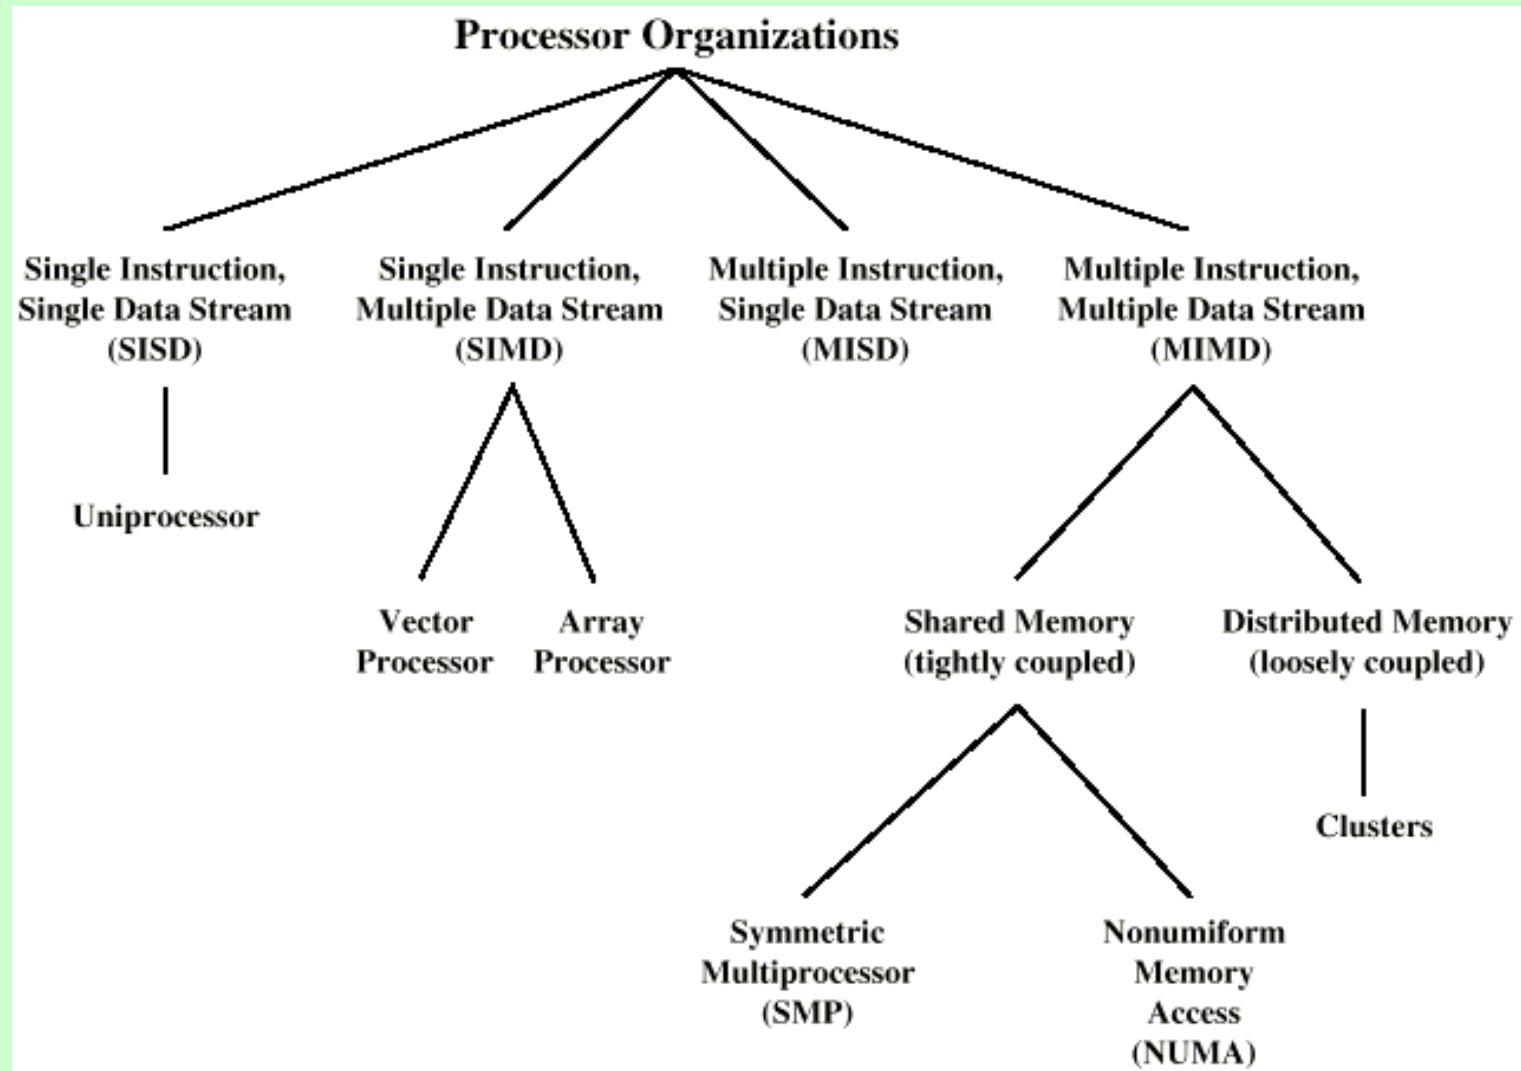 Processor Organizations
Single Instruction,
Single Data Stream
(SISD)
Single Instruction,
Multiple Data Stream
(SIMD)
Multiple Instruction,
Single Data Stream
(MISD)
Multiple Instruction,
Multiple Data Stream
(MIMD)
Uniprocessor
Vector
Processor
Array
Processor
Shared Memory
(tightly coupled)
Distributed Memory
(loosely coupled)
Clusters
Symmetric
Multiprocessor
(SMP)
Nonumiform
Memory
Access
(NUMA)